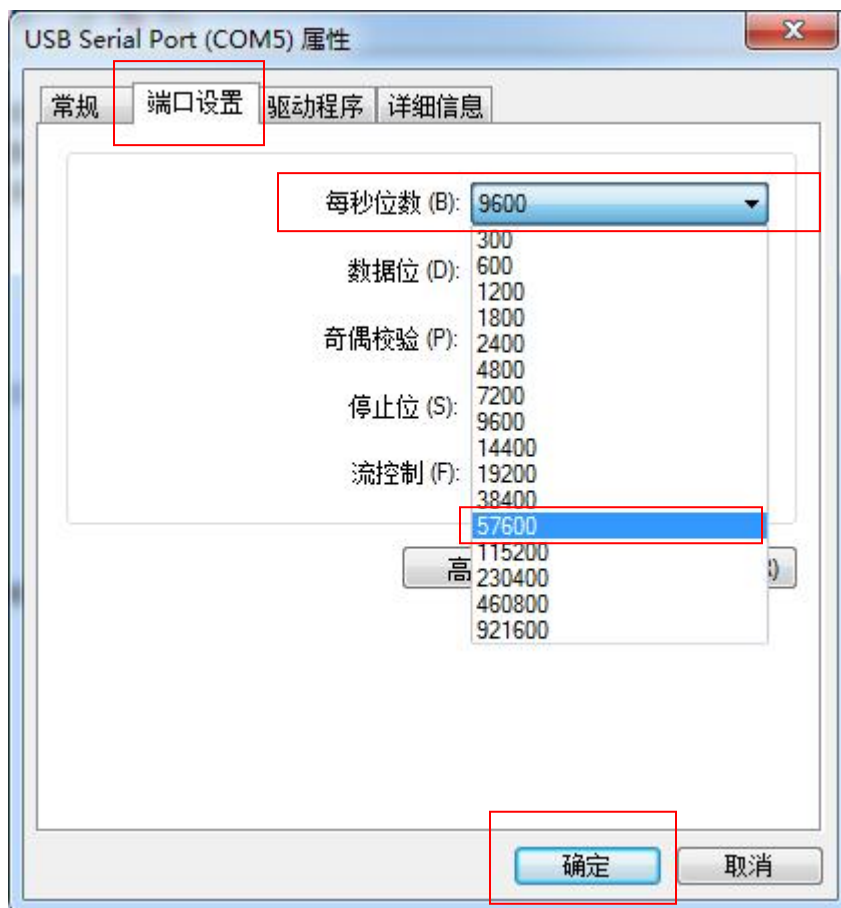 USB Serial Port (COM5) 属性
常规 端口设置 驱动程序 详细信息
每秒位数 (B): 9600
300
数据位 (D): 600
1200
1800
奇偶校验 (P): 2400
4800
停止位 (S): 7200
9600
14400
流控制 (F): 19200
38400
57600
115200
高 230400 )
460800
921600
确定 取消